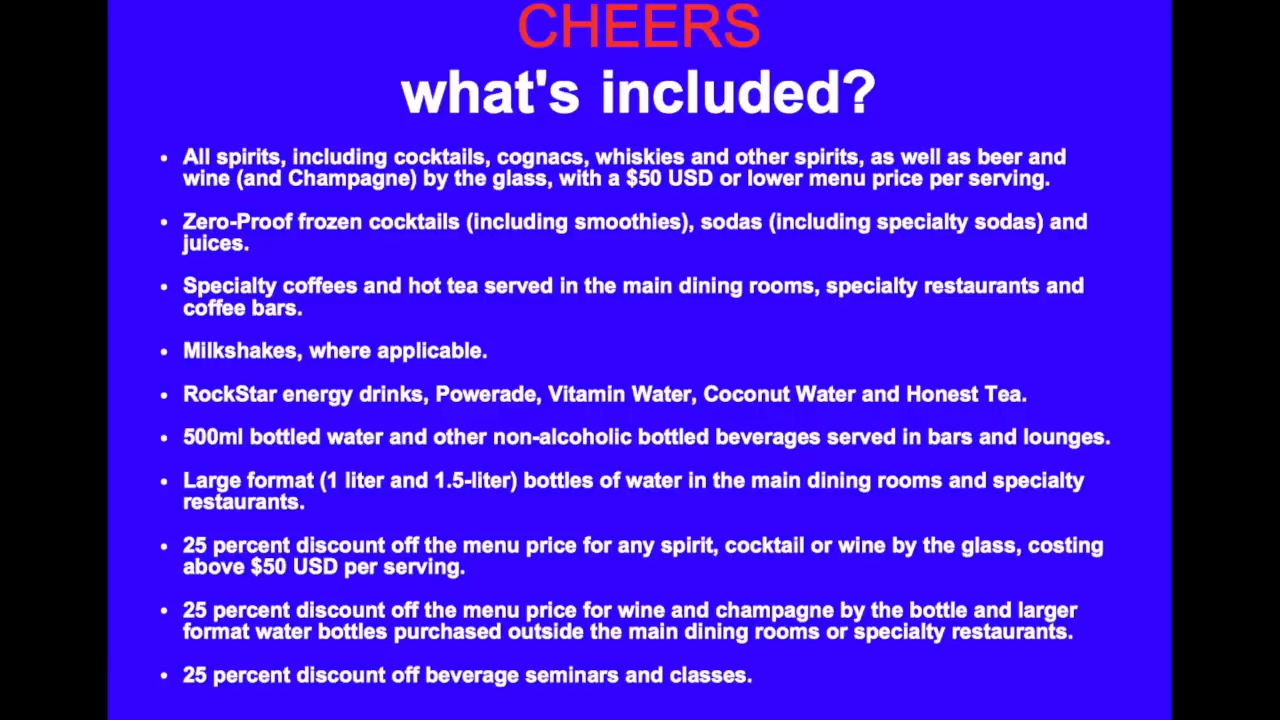 CHEERS
what's included?
• All spirits, including cocktails, cognacs, whiskies and other spirits, as well as beer and
wine (and Champagne) by the glass, with a $50 USD or lower menu price per serving.
• Zero-Proof frozen cocktails (including smoothies), sodas (including specialty sodas) and
juices.
• Specialty coffees and hot tea served in the main dining rooms, specialty restaurants and
coffee bars.
• Milkshakes, where applicable.
• RockStar energy drinks, Powerade, Vitamin Water, Coconut Water and Honest Tea.
• 500ml bottled water and other non-alcoholic bottled beverages served in bars and lounges.
• Large format (1 liter and 1.5-liter) bottles of water in the main dining rooms and specialty
restaurants.
• 25 percent discount off the menu price for any spirit, cocktail or wine by the glass, costing
above $50 USD per serving.
• 25 percent discount off the menu price for wine and champagne by the bottle and larger
format water bottles purchased outside the main dining rooms or specialty restaurants.
• 25 percent discount off beverage seminars and classes.